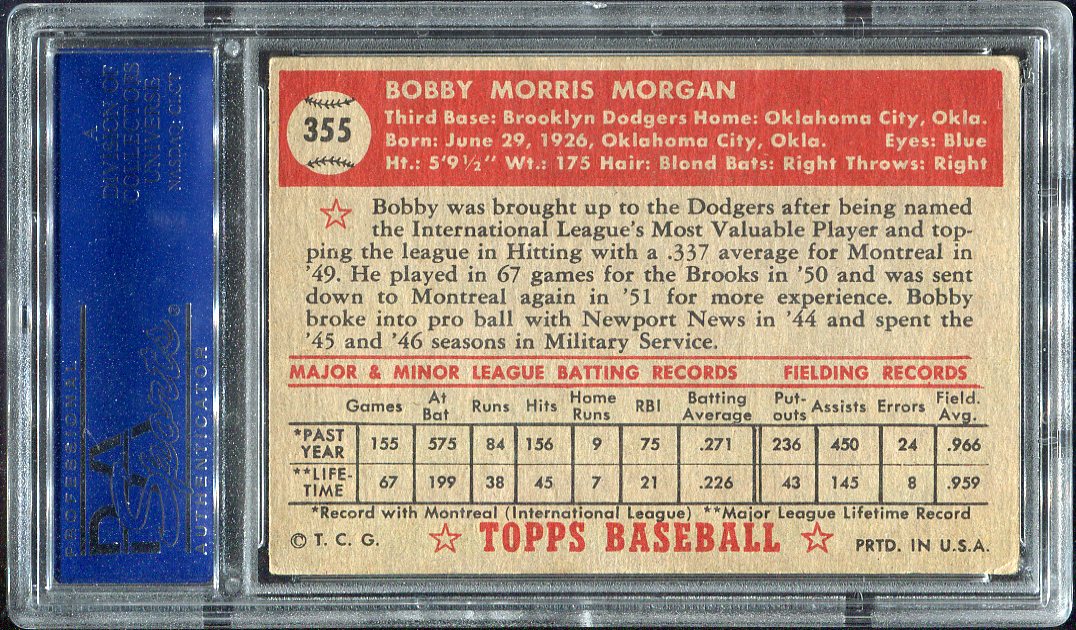 A
DIVISION OF
COLLECTORS
UNIVERSE
NASDAQ: CLCT
PROFESSIONAL
PSA
Sports ®
AUTHENTICATOR
355
BOBBY MORRIS MORGAN
Third Base: Brooklyn Dodgers Home: Oklahoma City, Okla.
Born: June 29, 1926, Oklahoma City, Okla. Eyes: Blue
Ht.: 5'9½" Wt.: 175 Hair: Blond Bats: Right Throws: Right
Bobby was brought up to the Dodgers after being named
the International League's Most Valuable Player and top-
ping the league in Hitting with a .337 average for Montreal in
'49. He played in 67 games for the Brooks in '50 and was sent
down to Montreal again in '51 for more experience. Bobby
broke into pro ball with Newport News in '44 and spent the
'45 and '46 seasons in Military Service.
MAJOR & MINOR LEAGUE BATTING RECORDS FIELDING RECORDS
Games At Bat Runs Hits Home Runs RBI Batting Average Put-outs Assists Errors Field. Avg.
*PAST YEAR 155 575 84 156 9 75 .271 236 450 24 .966
**LIFE-TIME 67 199 38 45 7 21 .226 43 145 8 .959
*Record with Montreal (International League) **Major League Lifetime Record
© T. C. G. TOPPS BASEBALL PRTD. IN U.S.A.